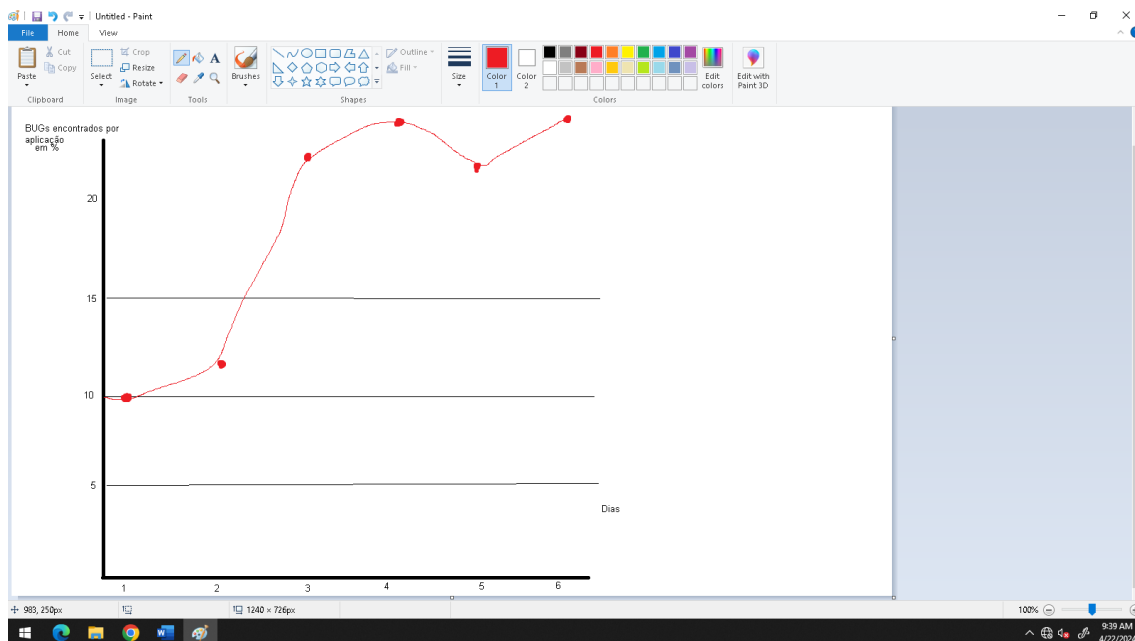 Untitled - Paint
File Home View
Paste
Cut
Copy
Clipboard
Select
Crop
Resize
Rotate
Image
A
Tools
Brushes
Outline
Fill
Shapes
Size
Color 1
Color 2
Edit colors
Colors
Edit with Paint 3D
BUGs encontrados por
aplicação
em %
20
15
10
5
Dias
1 2 3 4 5 6
983, 250px
1240 × 726px
100%
9:39 AM